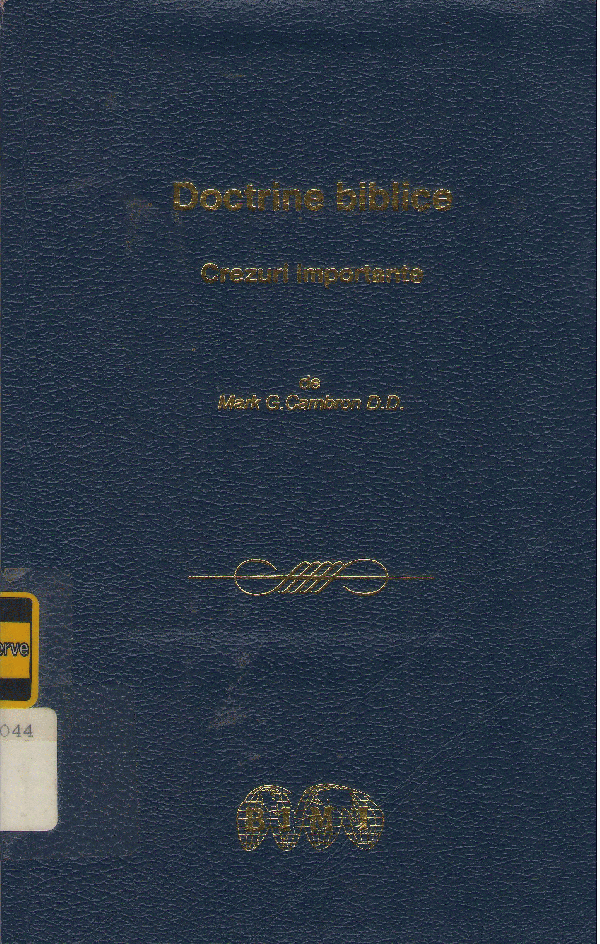 Doctrine biblice
Crezuri importante
de
Mark G. Cambron D.D.
erve
044